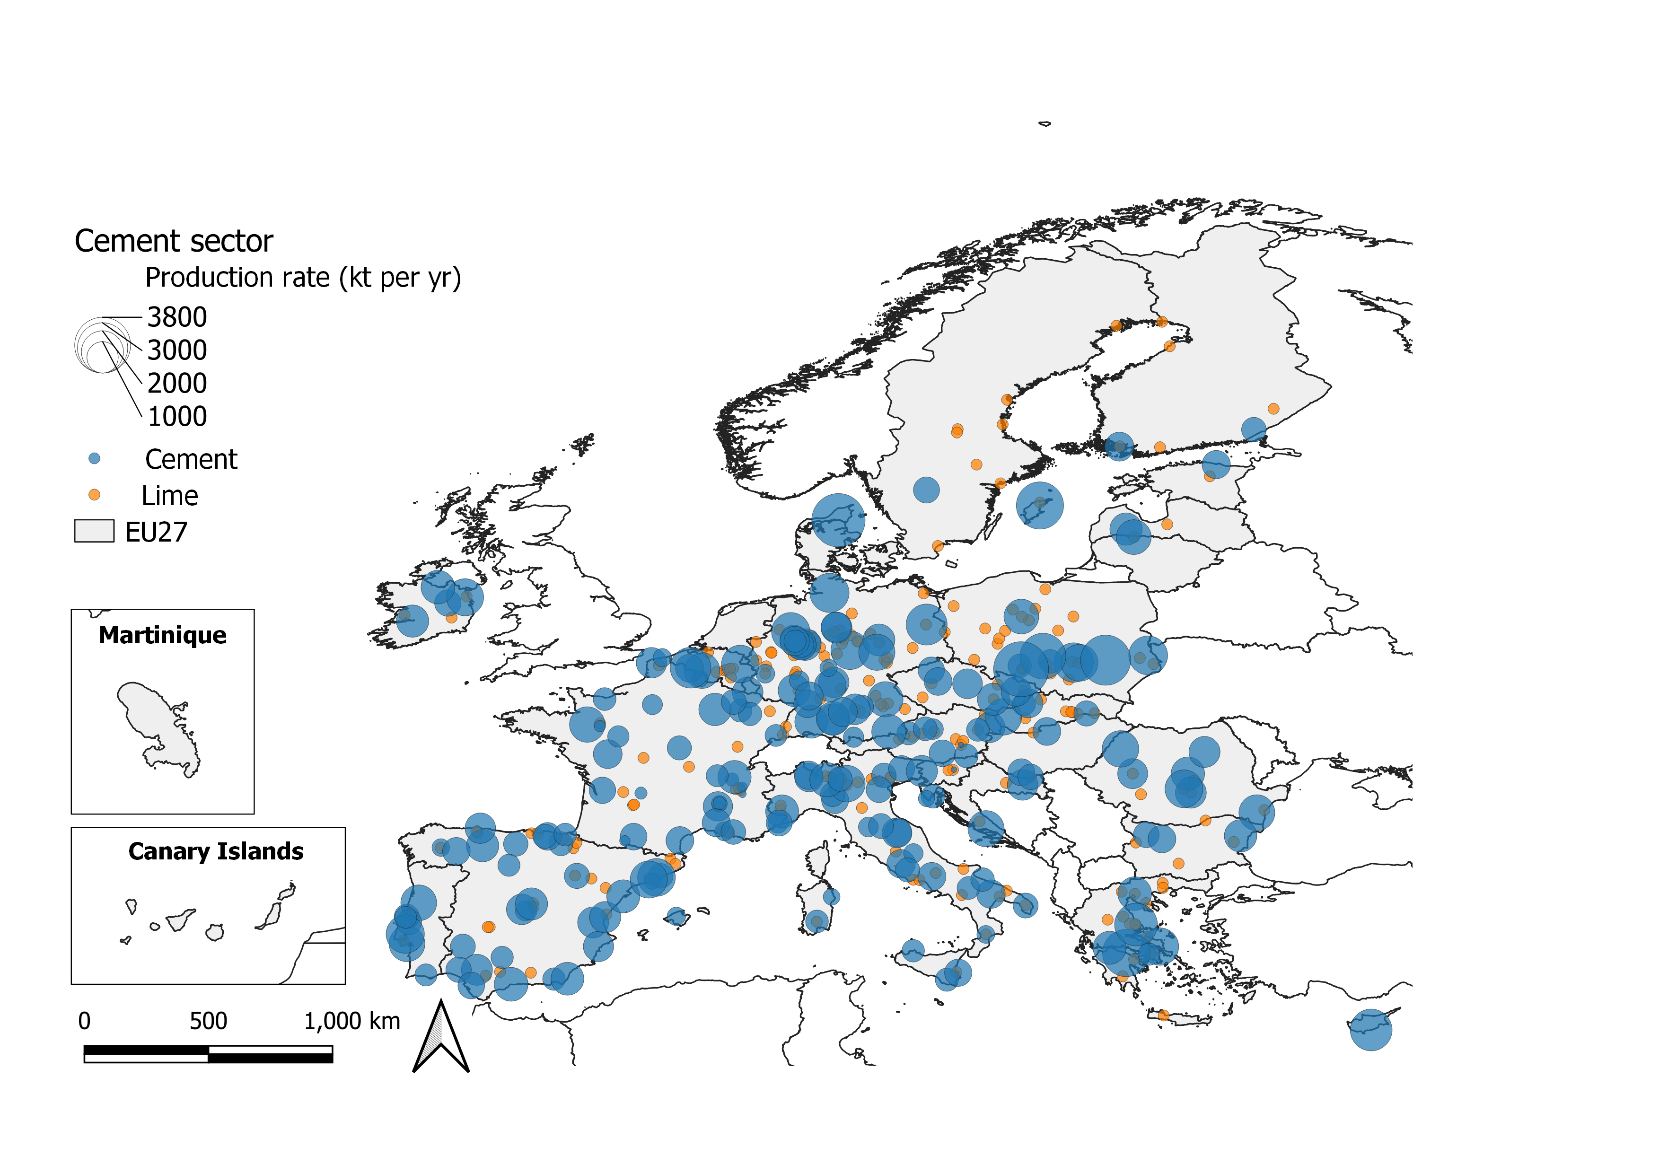 Cement sector
Production rate (kt per yr)
3800
3000
2000
1000
Cement
Lime
EU27
Martinique
Canary Islands
0 500 1,000 km